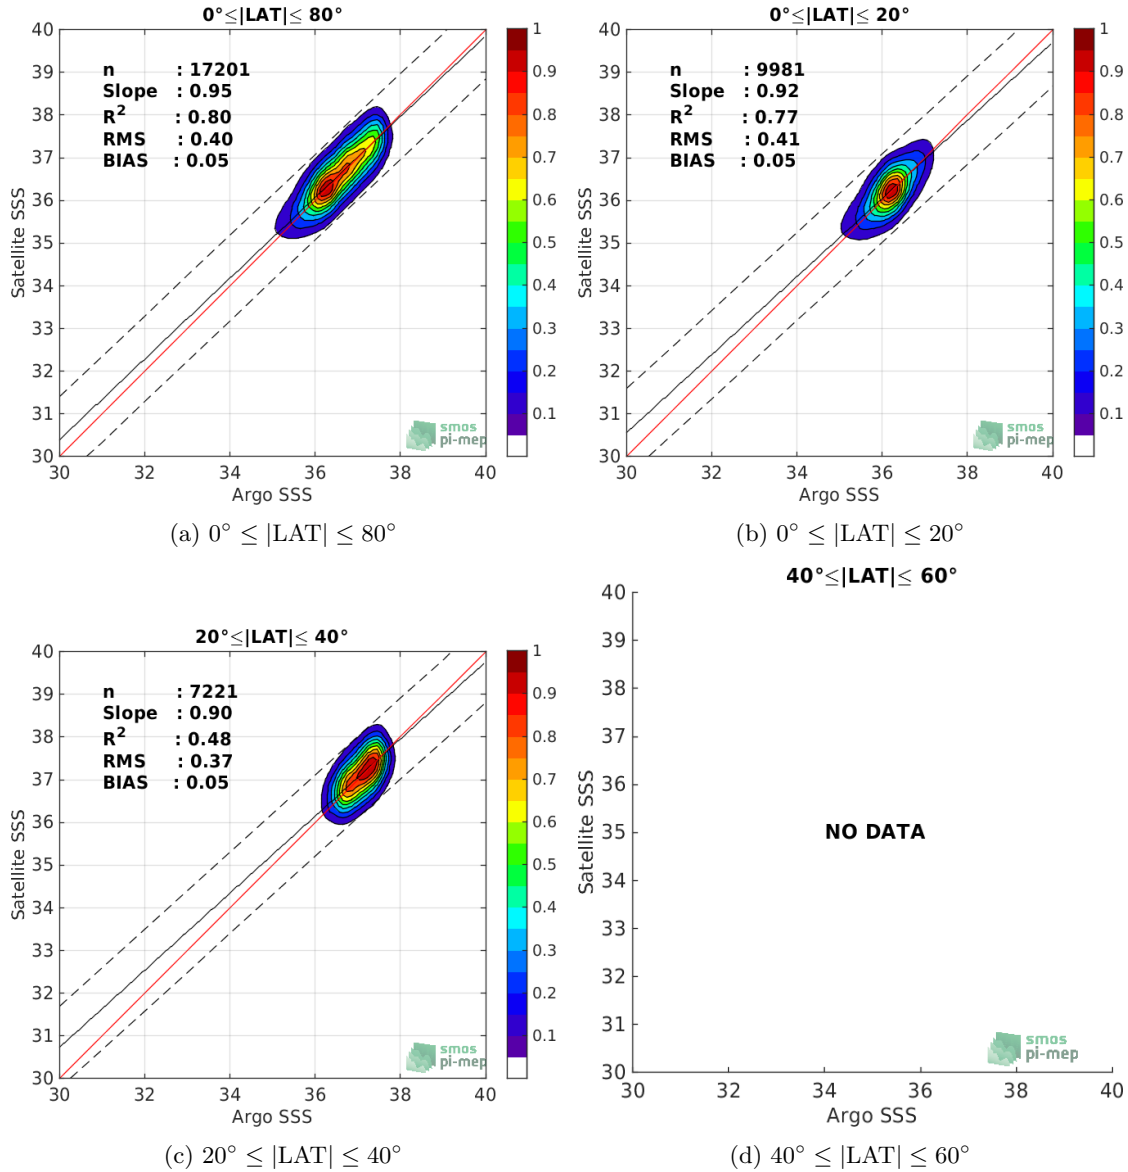 0°≤|LAT|≤ 80°
40
39
38
37
36
35
34
33
32
31
30
Satellite SSS
n : 17201
Slope : 0.95
R2 : 0.80
RMS : 0.40
BIAS : 0.05
smos
pi-mep
30 32 34 36 38 40
Argo SSS
1
0.9
0.8
0.7
0.6
0.5
0.4
0.3
0.2
0.1
(a) 0° ≤ |LAT| ≤ 80°
0°≤|LAT|≤ 20°
40
39
38
37
36
35
34
33
32
31
30
Satellite SSS
n : 9981
Slope : 0.92
R2 : 0.77
RMS : 0.41
BIAS : 0.05
smos
pi-mep
30 32 34 36 38 40
Argo SSS
1
0.9
0.8
0.7
0.6
0.5
0.4
0.3
0.2
0.1
(b) 0° ≤ |LAT| ≤ 20°
20°≤|LAT|≤ 40°
40
39
38
37
36
35
34
33
32
31
30
Satellite SSS
n : 7221
Slope : 0.90
R2 : 0.48
RMS : 0.37
BIAS : 0.05
smos
pi-mep
30 32 34 36 38 40
Argo SSS
1
0.9
0.8
0.7
0.6
0.5
0.4
0.3
0.2
0.1
(c) 20° ≤ |LAT| ≤ 40°
40°≤|LAT|≤ 60°
40
39
38
37
36
35
34
33
32
31
30
Satellite SSS
NO DATA
smos
pi-mep
30 32 34 36 38 40
Argo SSS
(d) 40° ≤ |LAT| ≤ 60°